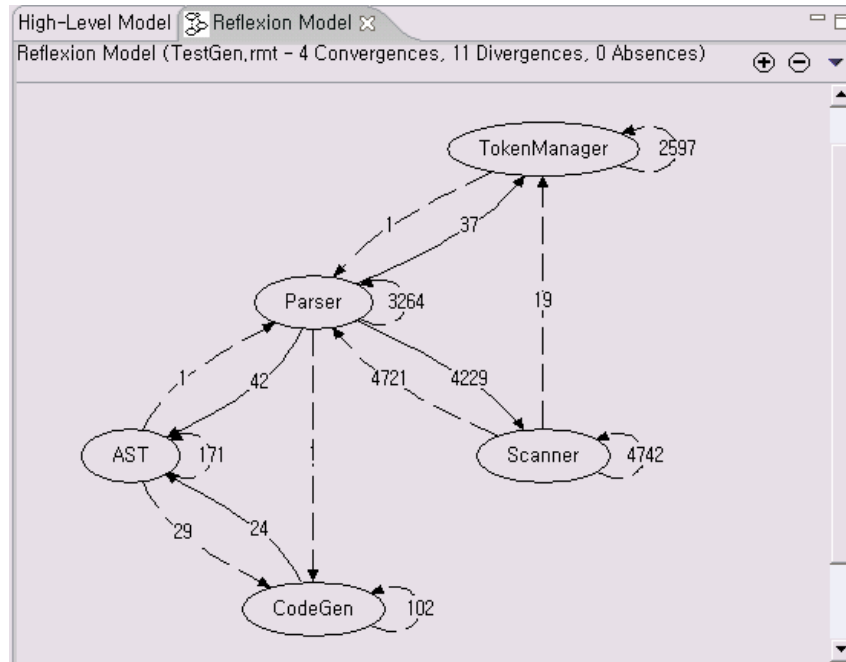 High-Level Model Reflexion Model
Reflexion Model (TestGen.rmt - 4 Convergences, 11 Divergences, 0 Absences)
TokenManager
2597
1
37
Parser
3264
19
1
42
4721
4229
1
AST
171
Scanner
4742
29
24
CodeGen
102